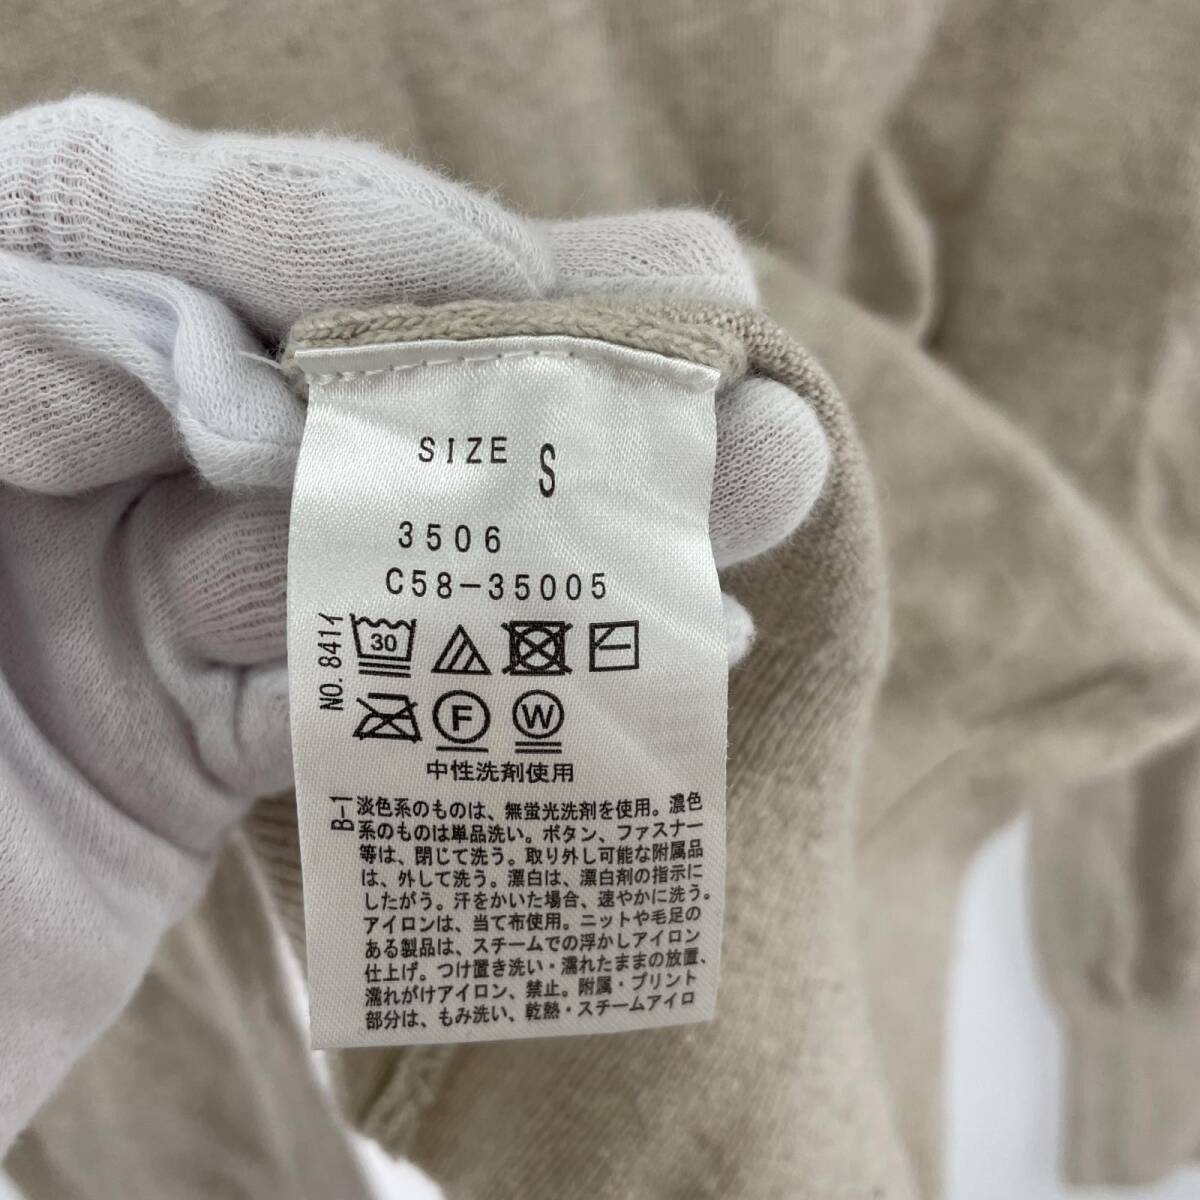 SIZE S
3506
C58-35005
NO. 841イ
30
F
W
中性洗剤使用
B-1
淡色系のものは、無蛍光洗剤を使用。濃色
系のものは単品洗い。ボタン、ファスナー
等は、閉じて洗う。取り外し可能な附属品
は、外して洗う。漂白は、漂白剤の指示に
したがう。汗をかいた場合、速やかに洗う。
アイロンは、当て布使用。ニットや毛足の
ある製品は、スチームでの浮かしアイロン
仕上げ。つけ置き洗い・濡れたままの放置、
濡れがけアイロン、禁止。附属・プリント
部分は、もみ洗い、乾熱・スチームアイロ